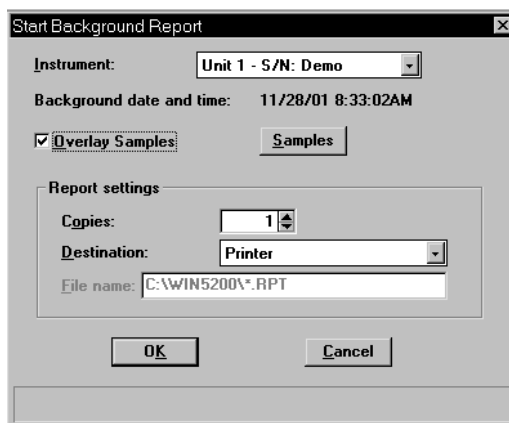 Start Background Report
Instrument: Unit 1 - S/N: Demo
Background date and time: 11/28/01 8:33:02AM
Overlay Samples Samples
Report settings
Copies: 1
Destination: Printer
File name: C:\WIN5200\*.RPT
OK Cancel